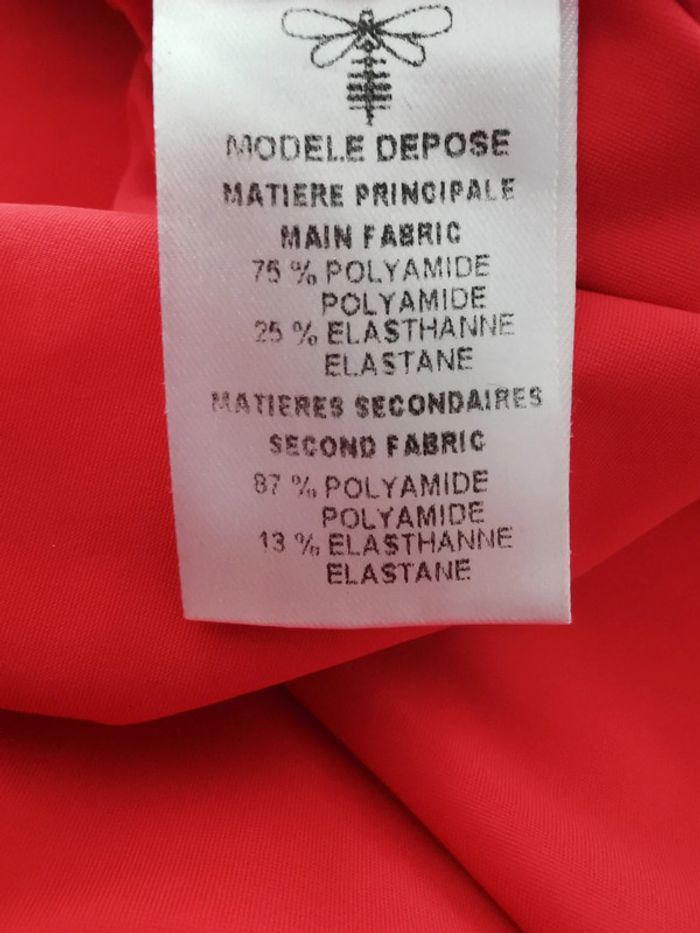 MODELE DEPOSE
MATIERE PRINCIPALE
MAIN FABRIC
75 % POLYAMIDE
POLYAMIDE
25 % ELASTHANNE
ELASTANE
MATIERES SECONDAIRES
SECOND FABRIC
87 % POLYAMIDE
POLYAMIDE
13 % ELASTHANNE
ELASTANE